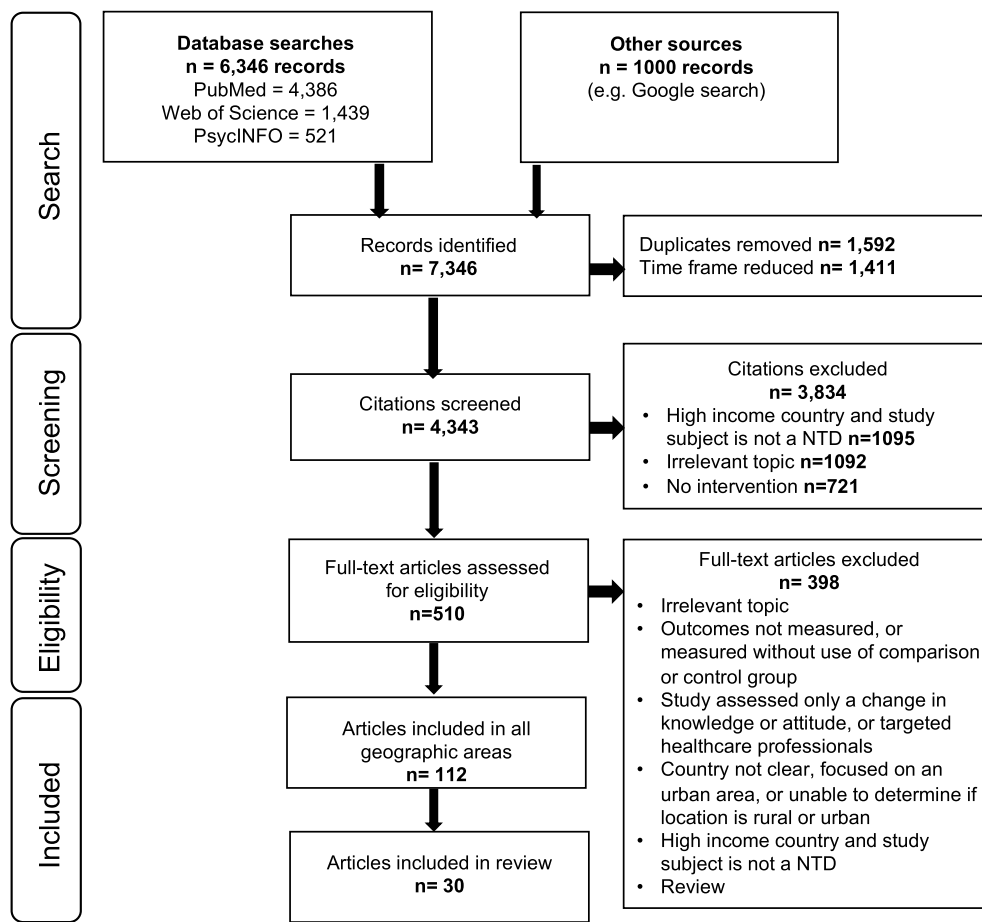 Search
Database searches
n = 6,346 records
PubMed = 4,386
Web of Science = 1,439
PsycINFO = 521
Other sources
n = 1000 records
(e.g. Google search)
Records identified
n= 7,346
Duplicates removed n= 1,592
Time frame reduced n= 1,411
Screening
Citations screened
n= 4,343
Citations excluded
n= 3,834
• High income country and study
subject is not a NTD n=1095
• Irrelevant topic n=1092
• No intervention n=721
Eligibility
Full-text articles assessed
for eligibility
n=510
Full-text articles excluded
n= 398
• Irrelevant topic
• Outcomes not measured, or
measured without use of comparison
or control group
• Study assessed only a change in
knowledge or attitude, or targeted
healthcare professionals
• Country not clear, focused on an
urban area, or unable to determine if
location is rural or urban
• High income country and study
subject is not a NTD
• Review
Included
Articles included in all
geographic areas
n= 112
Articles included in review
n= 30